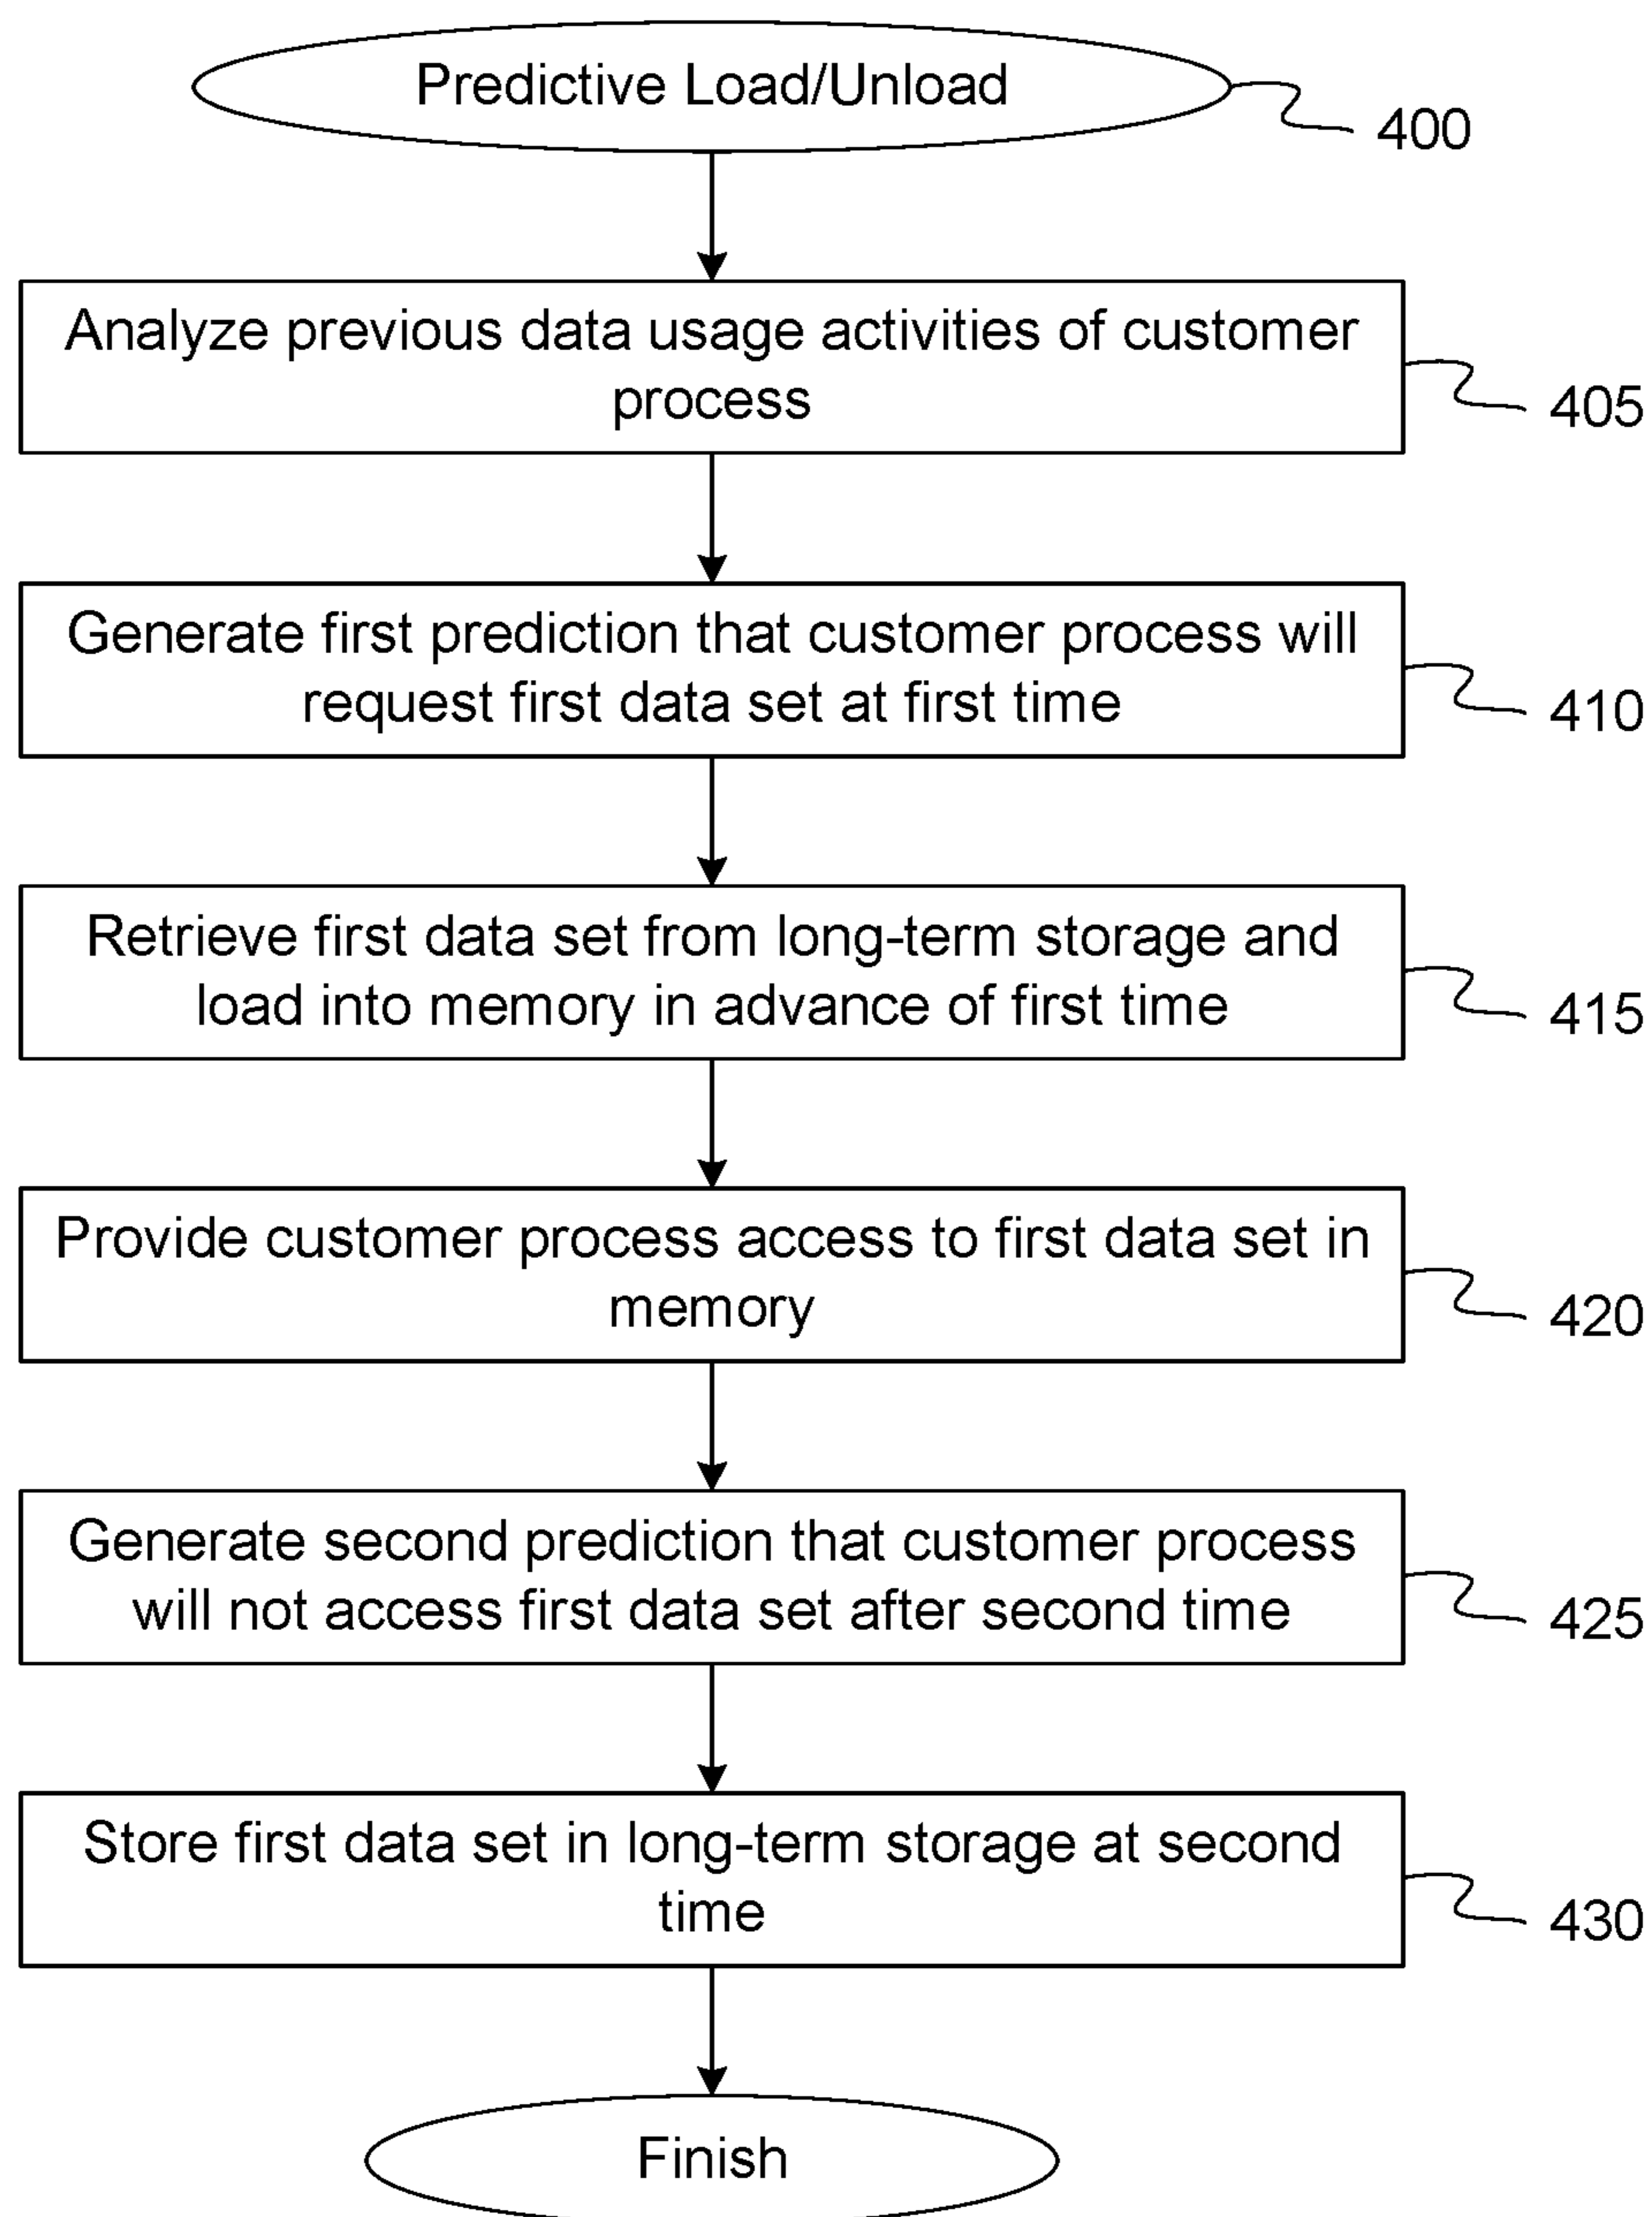 Predictive Load/Unload
400
Analyze previous data usage activities of customer
process
405
Generate first prediction that customer process will
request first data set at first time
410
Retrieve first data set from long-term storage and
load into memory in advance of first time
415
Provide customer process access to first data set in
memory
420
Generate second prediction that customer process
will not access first data set after second time
425
Store first data set in long-term storage at second
time
430
Finish